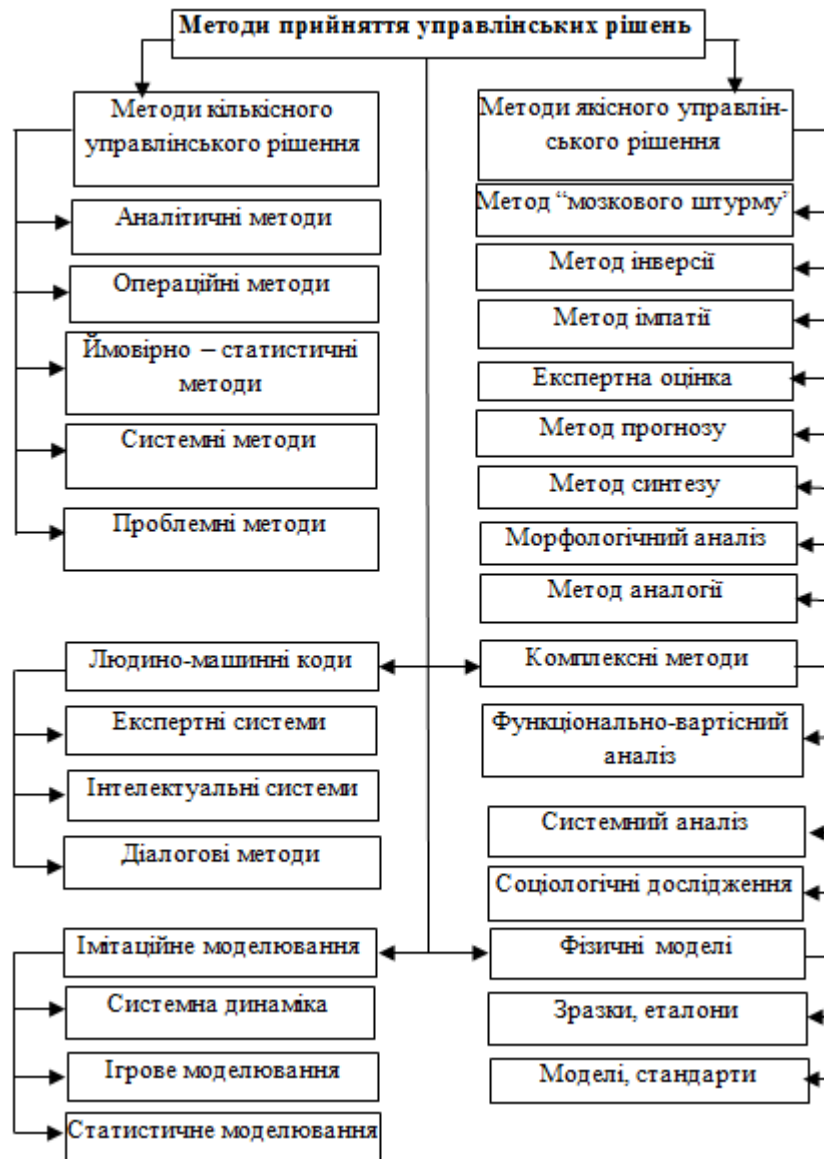 Методи прийняття управлінських рішень
Методи кількісного
управлінського рішення
Аналітичні методи
Операційні методи
Ймовірно – статистичні
методи
Системні методи
Проблемні методи
Методи якісного управлін-
ського рішення
Метод “мозкового штурму”
Метод інверсії
Метод імпатії
Експертна оцінка
Метод прогнозу
Метод синтезу
Морфологічний аналіз
Метод аналогії
Людино-машинні коди
Експертні системи
Інтелектуальні системи
Діалогові методи
Комплексні методи
Функціонально-вартісний
аналіз
Системний аналіз
Соціологічні дослідження
Імітаційне моделювання
Системна динаміка
Ігрове моделювання
Статистичне моделювання
Фізичні моделі
Зразки, еталони
Моделі, стандарти